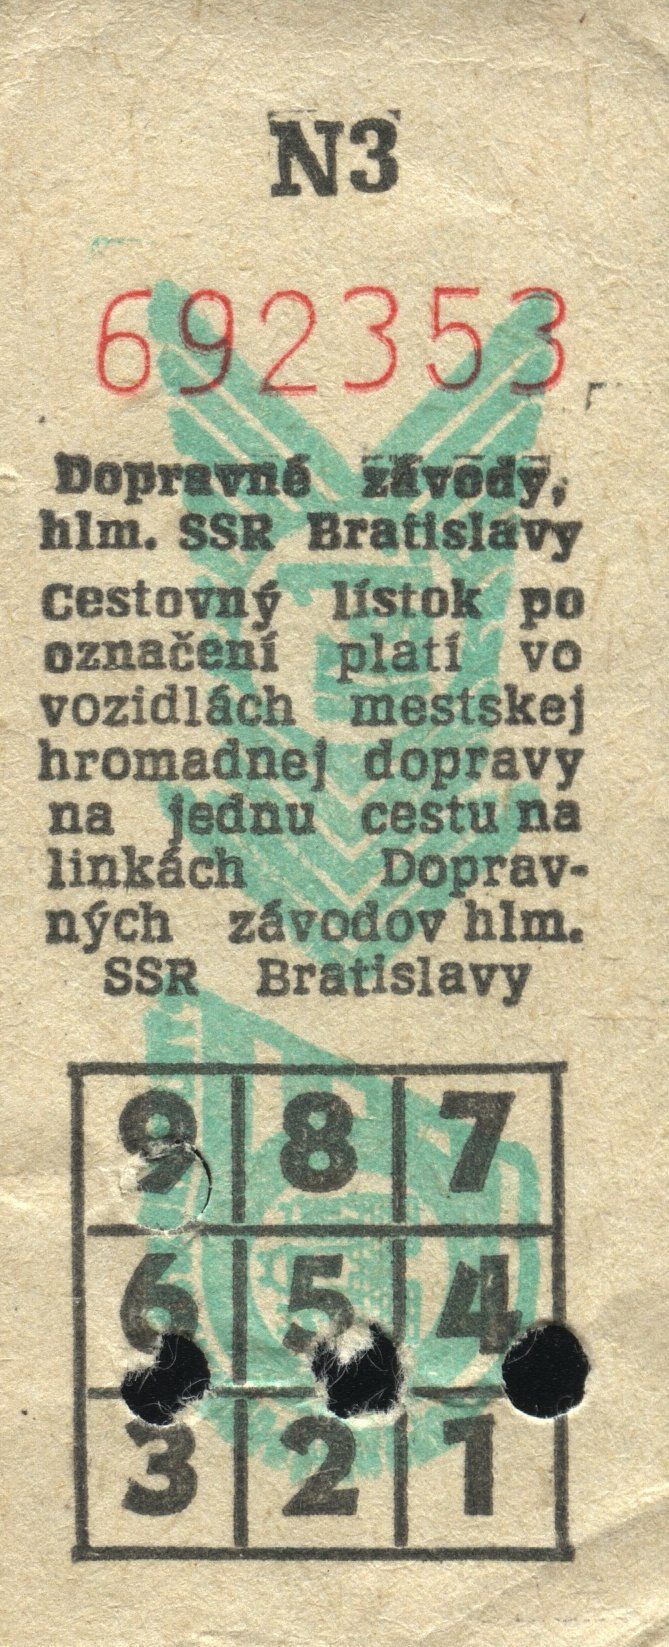 N3
692353
Dopravné závody,
hlm. SSR Bratislavy
Cestovný lístok po
označení platí vo
vozidlách mestskej
hromadnej dopravy
na jednu cestu na
linkách Doprav-
ných závodov hlm.
SSR Bratislavy
9 8 7
6 5 4
3 2 1